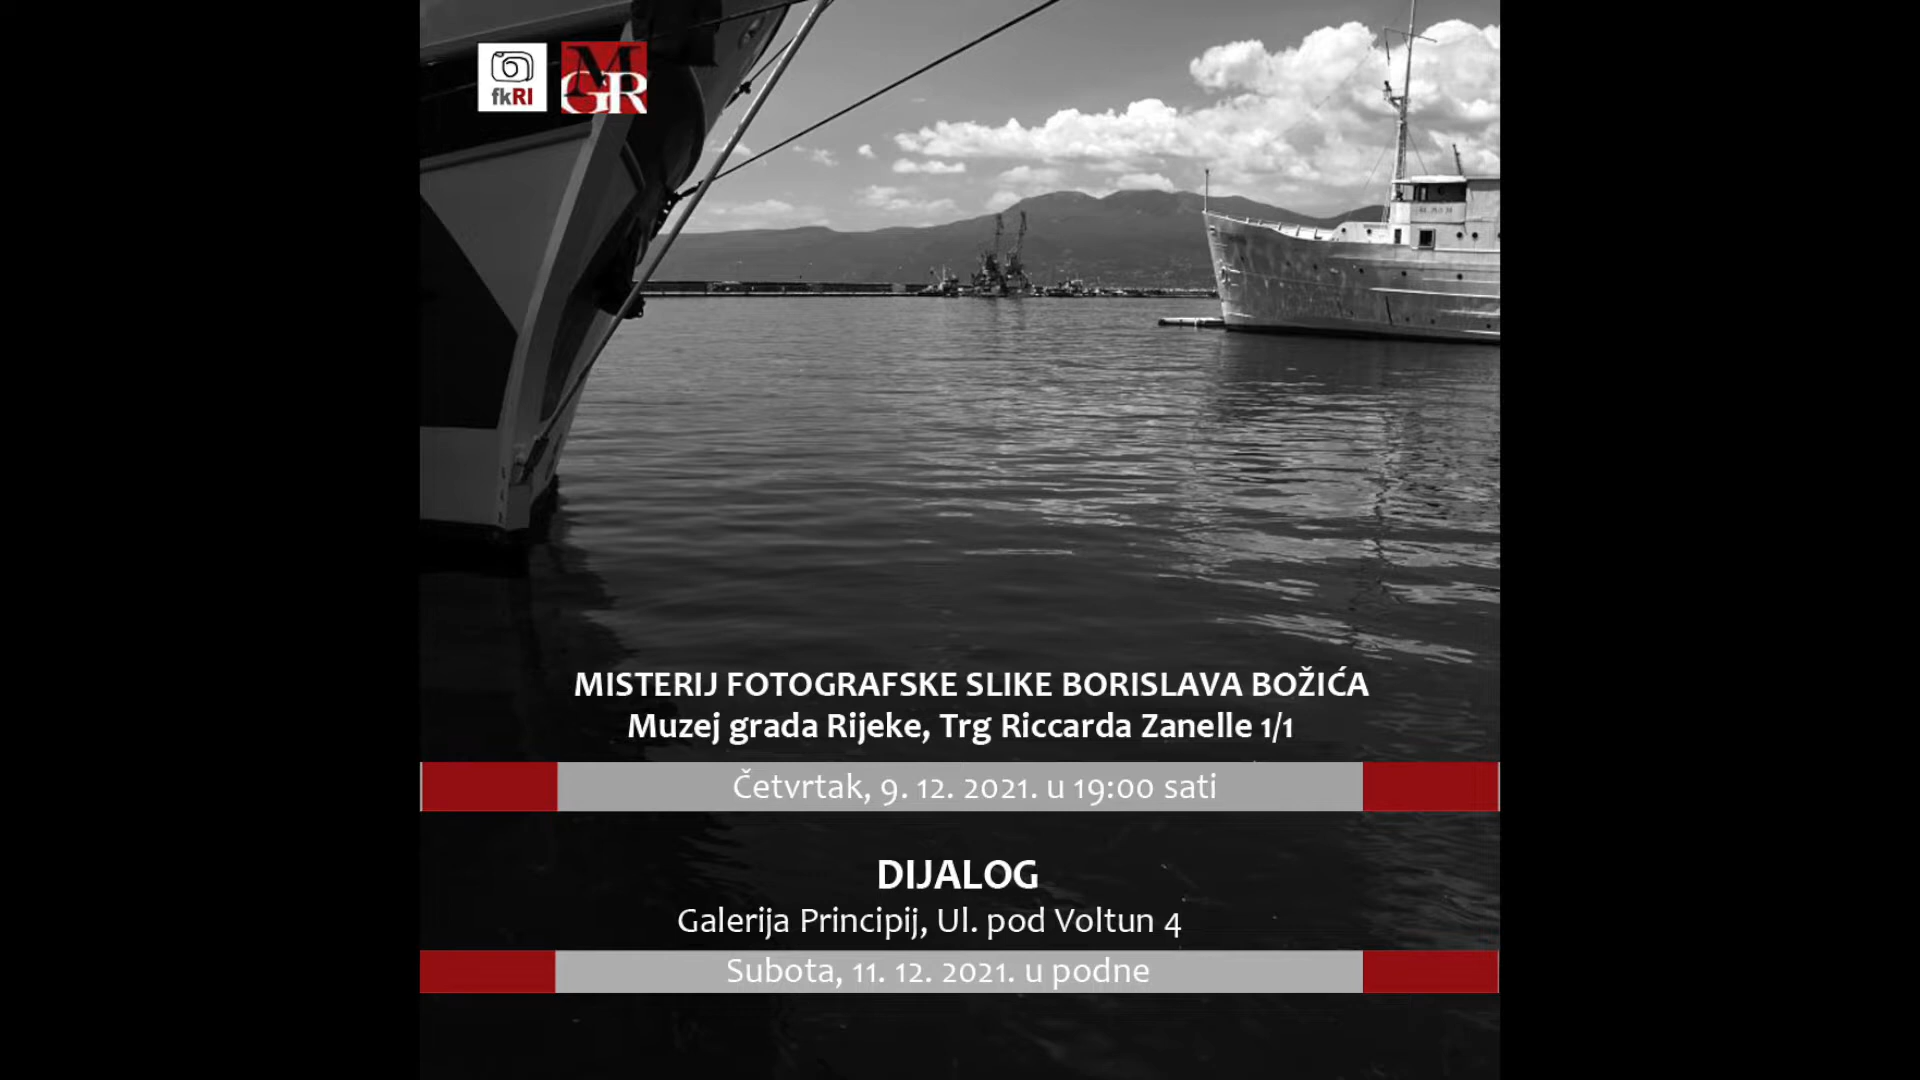 fkRI
MGR
MISTERIJ FOTOGRAFSKE SLIKE BORISLAVA BOŽIĆA
Muzej grada Rijeke, Trg Riccarda Zanelle 1/1
Četvrtak, 9. 12. 2021. u 19:00 sati
DIJALOG
Galerija Principij, Ul. pod Voltun 4
Subota, 11. 12. 2021. u podne